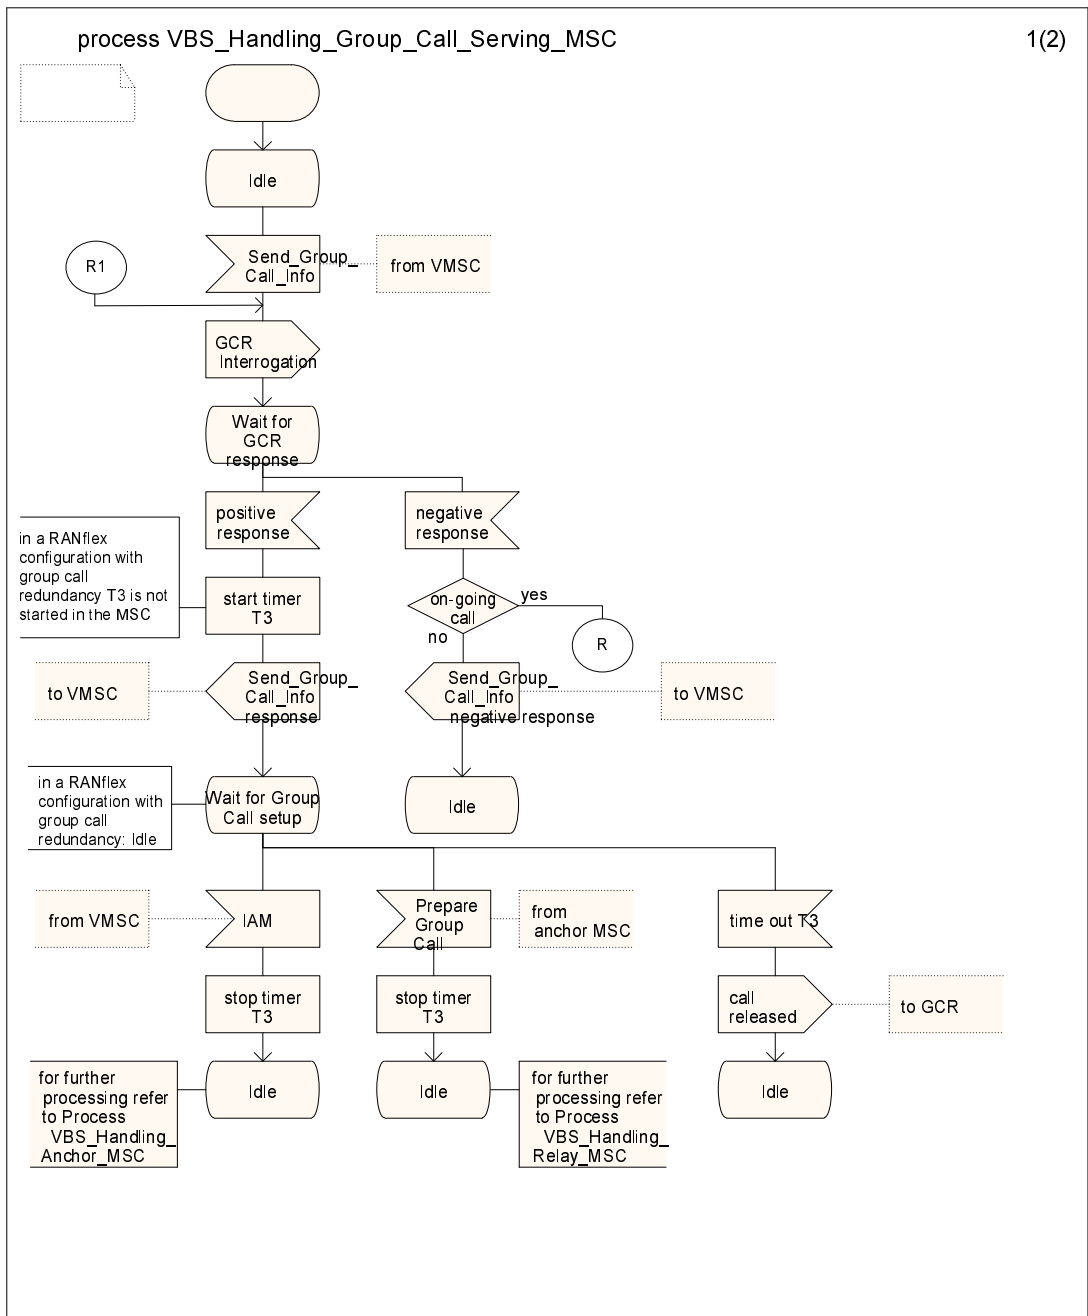 process VBS_Handling_Group_Call_Serving_MSC
1(2)
Idle
Send_Group_
Call_Info
from VMSC
R1
GCR
Interrogation
Wait for
GCR
response
positive
response
negative
response
in a RANflex
configuration with
group call
redundancy T3 is not
started in the MSC
start timer
T3
on-going
call
yes
no
R
to VMSC
Send_Group_
Call_Info
response
Send_Group_
Call_Info
negative response
to VMSC
in a RANflex
configuration with
group call
redundancy: Idle
Wait for Group
Call setup
Idle
from VMSC
IAM
Prepare
Group
Call
from
anchor MSC
time out T3
stop timer
T3
stop timer
T3
call
released
to GCR
for further
processing refer
to Process
VBS_Handling_
Anchor_MSC
Idle
Idle
for further
processing refer
to Process
VBS_Handling_
Relay_MSC
Idle